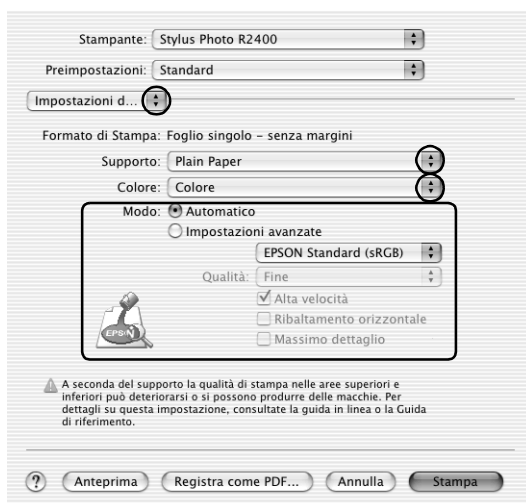 Stampante: Stylus Photo R2400
Preimpostazioni: Standard
Impostazioni d...
Formato di Stampa: Foglio singolo – senza margini
Supporto: Plain Paper
Colore: Colore
Modo: Automatico
Impostazioni avanzate
EPSON Standard (sRGB)
Qualità: Fine
Alta velocità
Ribaltamento orizzontale
Massimo dettaglio
EPSON
A seconda del supporto la qualità di stampa nelle aree superiori e
inferiori può deteriorarsi o si possono produrre delle macchie. Per
dettagli su questa impostazione, consultate la guida in linea o la Guida
di riferimento.
? Anteprima Registra come PDF... Annulla Stampa